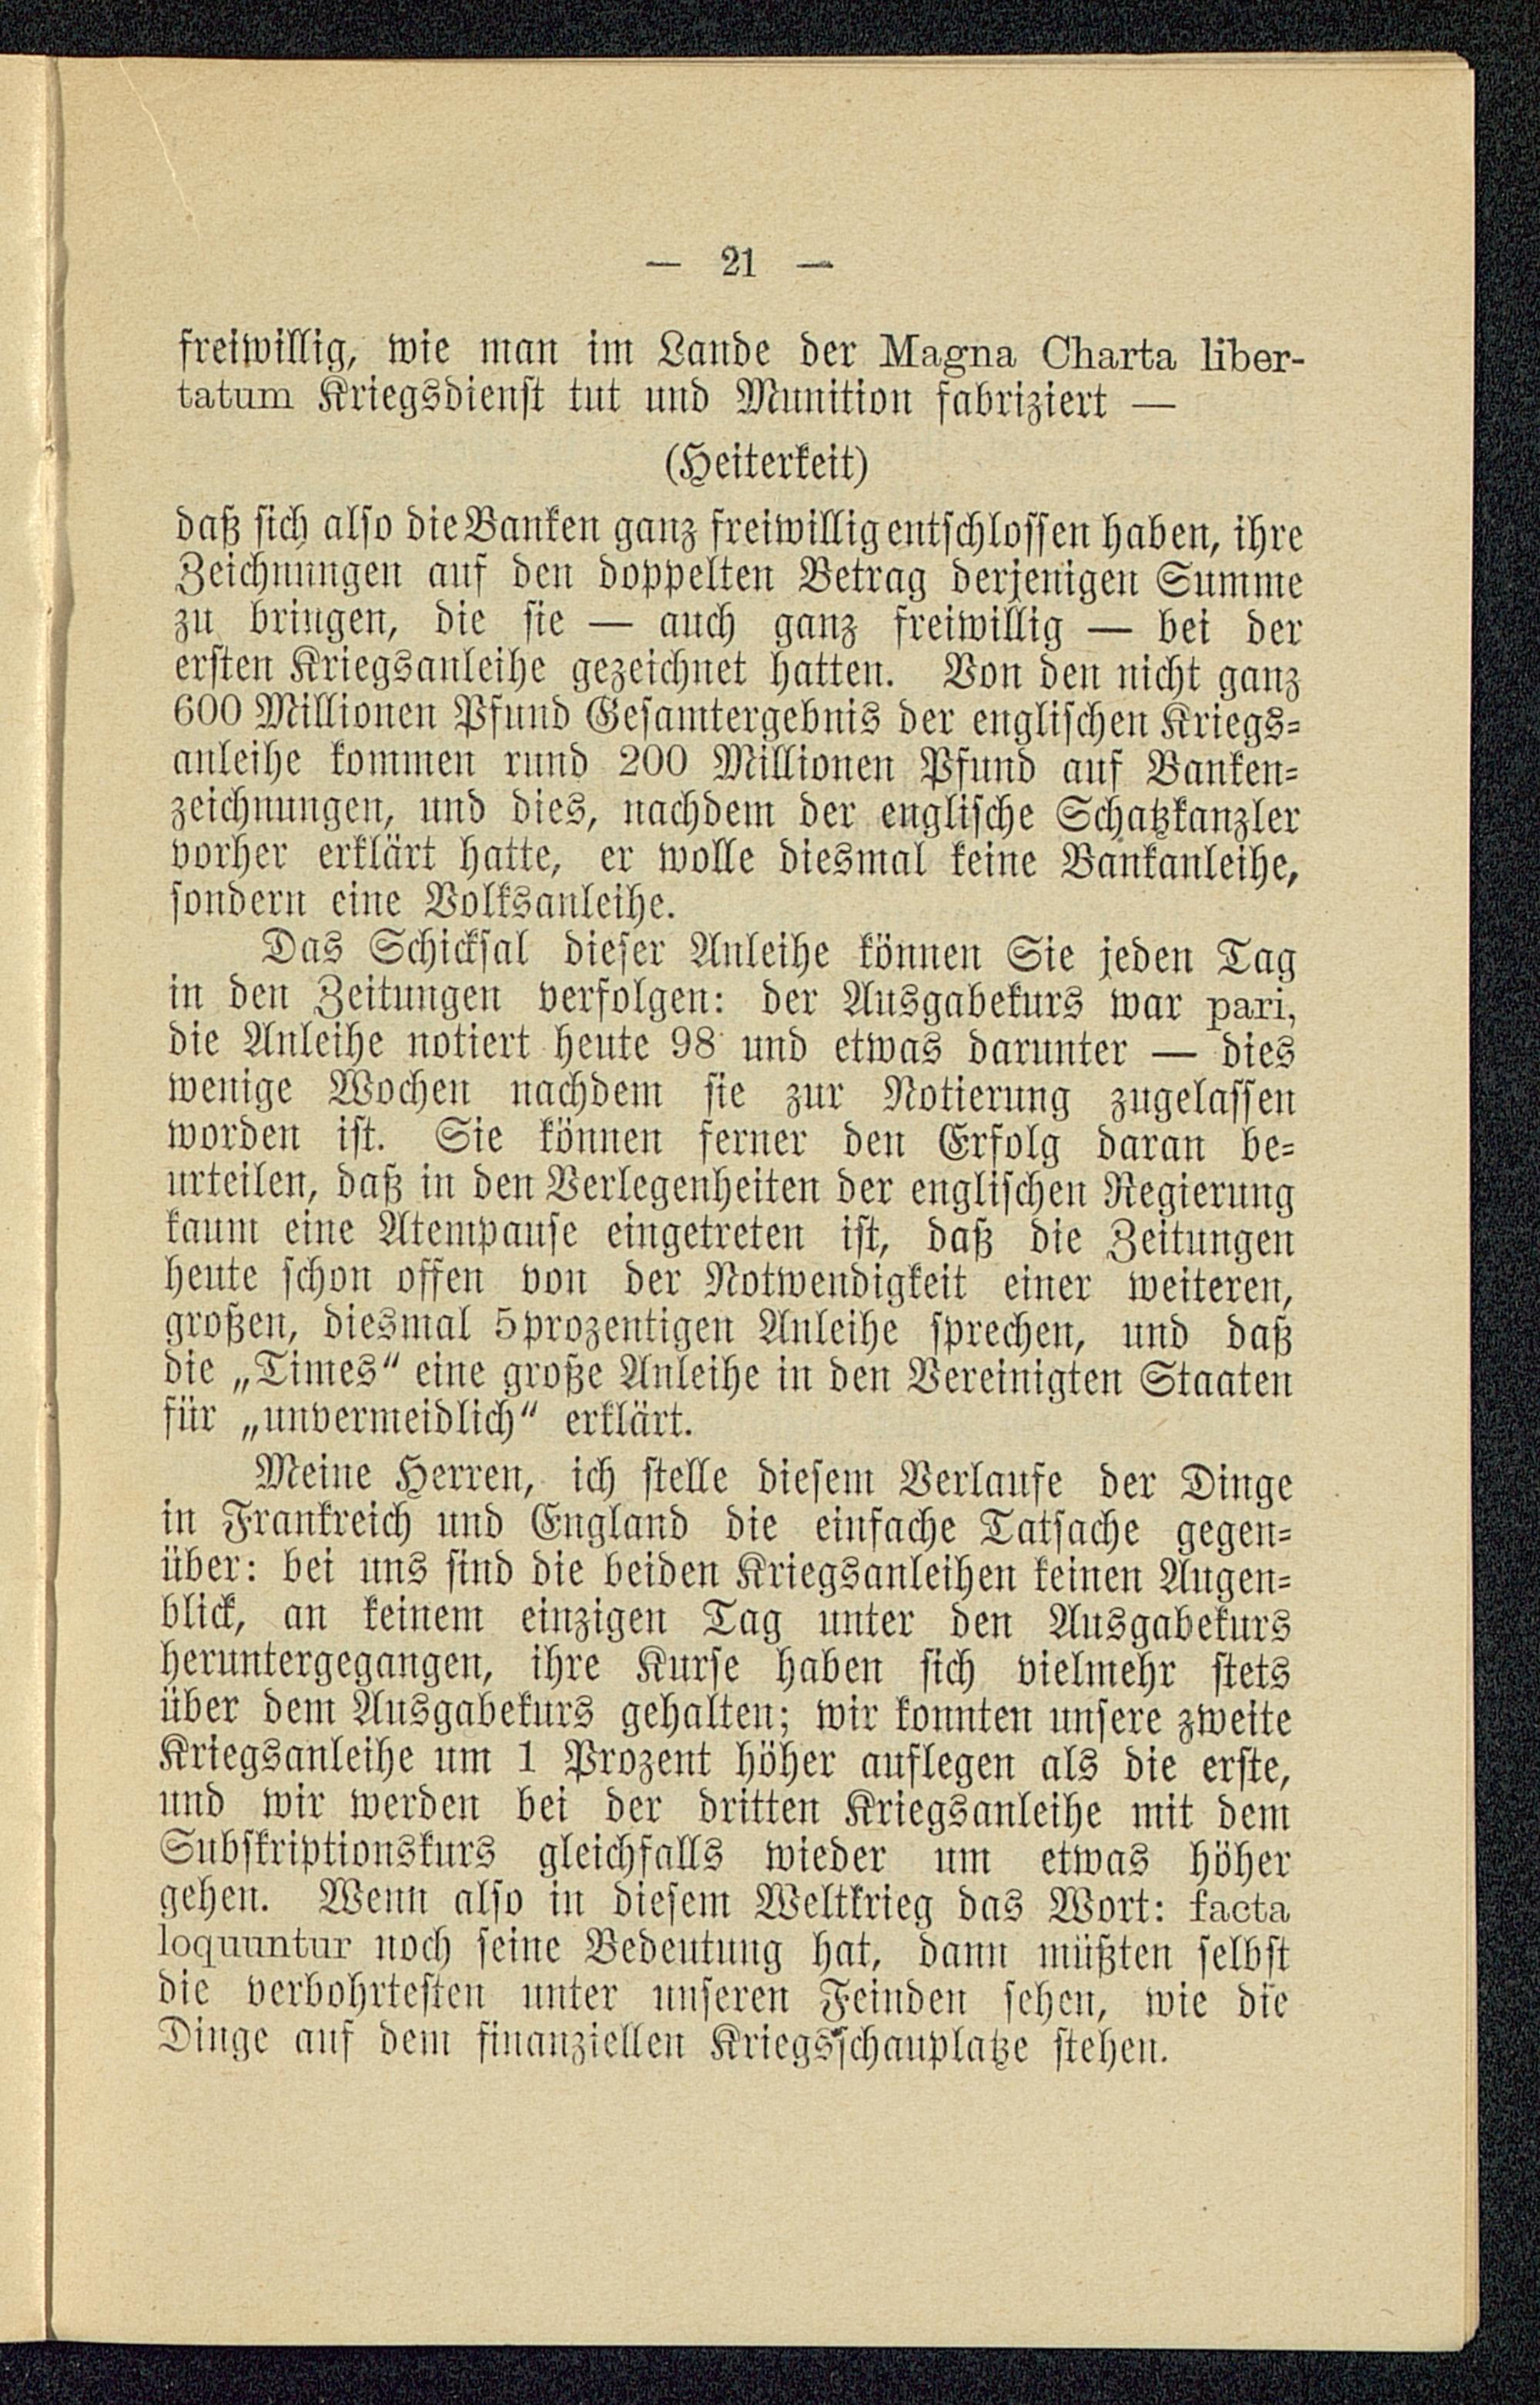 — 21 —
freiwillig, wie man im Lande der Magna Charta liber-
tatum Kriegsdienst tut und Munition fabriziert —
(Heiterkeit)
daß sich also die Banken ganz freiwillig entschlossen haben, ihre
Zeichnungen auf den doppelten Betrag derjenigen Summe
zu bringen, die sie — auch ganz freiwillig — bei der
ersten Kriegsanleihe gezeichnet hatten. Von den nicht ganz
600 Millionen Pfund Gesamtergebnis der englischen Kriegs-
anleihe kommen rund 200 Millionen Pfund auf Banken-
zeichnungen, und dies, nachdem der englische Schatzkanzler
vorher erklärt hatte, er wolle diesmal keine Bankanleihe,
sondern eine Volksanleihe.
Das Schicksal dieser Anleihe können Sie jeden Tag
in den Zeitungen verfolgen: der Ausgabekurs war pari,
die Anleihe notiert heute 98 und etwas darunter — dies
wenige Wochen nachdem sie zur Notierung zugelassen
worden ist. Sie können ferner den Erfolg daran be-
urteilen, daß in den Verlegenheiten der englischen Regierung
kaum eine Atempause eingetreten ist, daß die Zeitungen
heute schon offen von der Notwendigkeit einer weiteren,
großen, diesmal 5prozentigen Anleihe sprechen, und daß
die „Times“ eine große Anleihe in den Vereinigten Staaten
für „unvermeidlich“ erklärt.
Meine Herren, ich stelle diesem Verlaufe der Dinge
in Frankreich und England die einfache Tatsache gegen-
über: bei uns sind die beiden Kriegsanleihen keinen Augen-
blick, an keinem einzigen Tag unter den Ausgabekurs
heruntergegangen, ihre Kurse haben sich vielmehr stets
über dem Ausgabekurs gehalten; wir konnten unsere zweite
Kriegsanleihe um 1 Prozent höher auflegen als die erste,
und wir werden bei der dritten Kriegsanleihe mit dem
Subskriptionskurs gleichfalls wieder um etwas höher
gehen. Wenn also in diesem Weltkrieg das Wort: facta
loquuntur noch seine Bedeutung hat, dann müßten selbst
die verbohrtesten unter unseren Feinden sehen, wie die
Dinge auf dem finanziellen Kriegsschauplatze stehen.